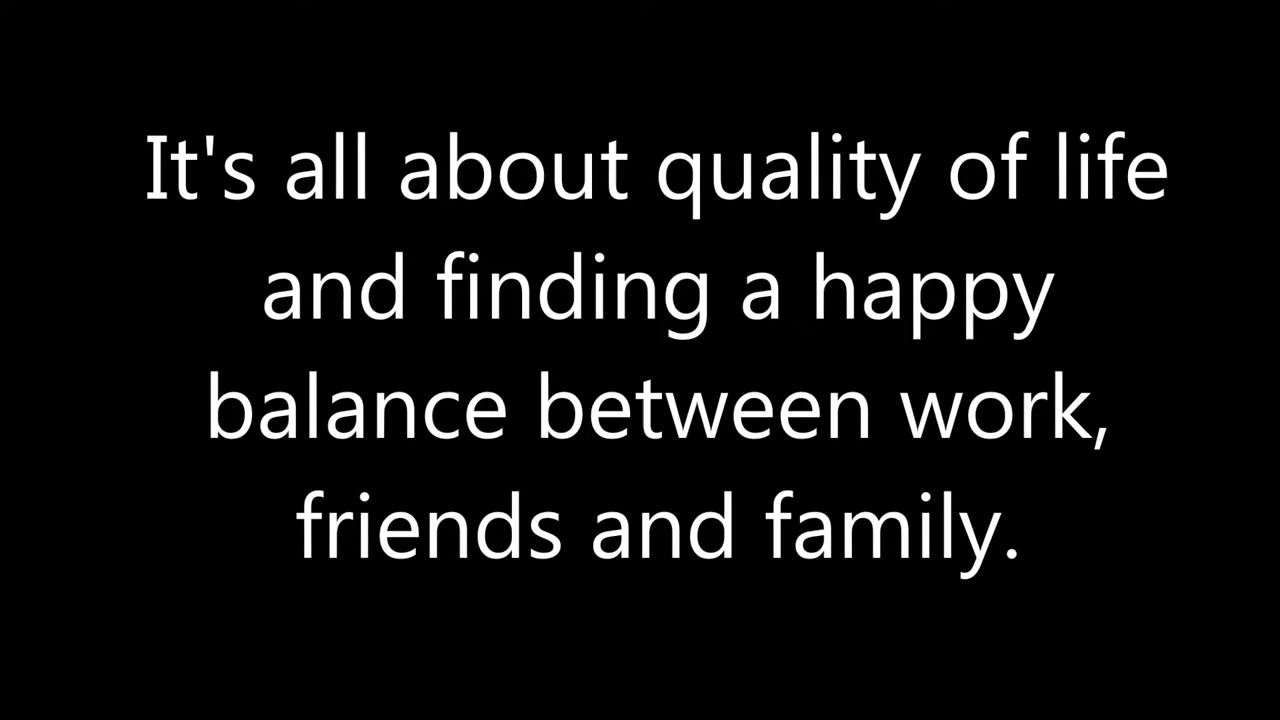 It's all about quality of life
and finding a happy
balance between work,
friends and family.